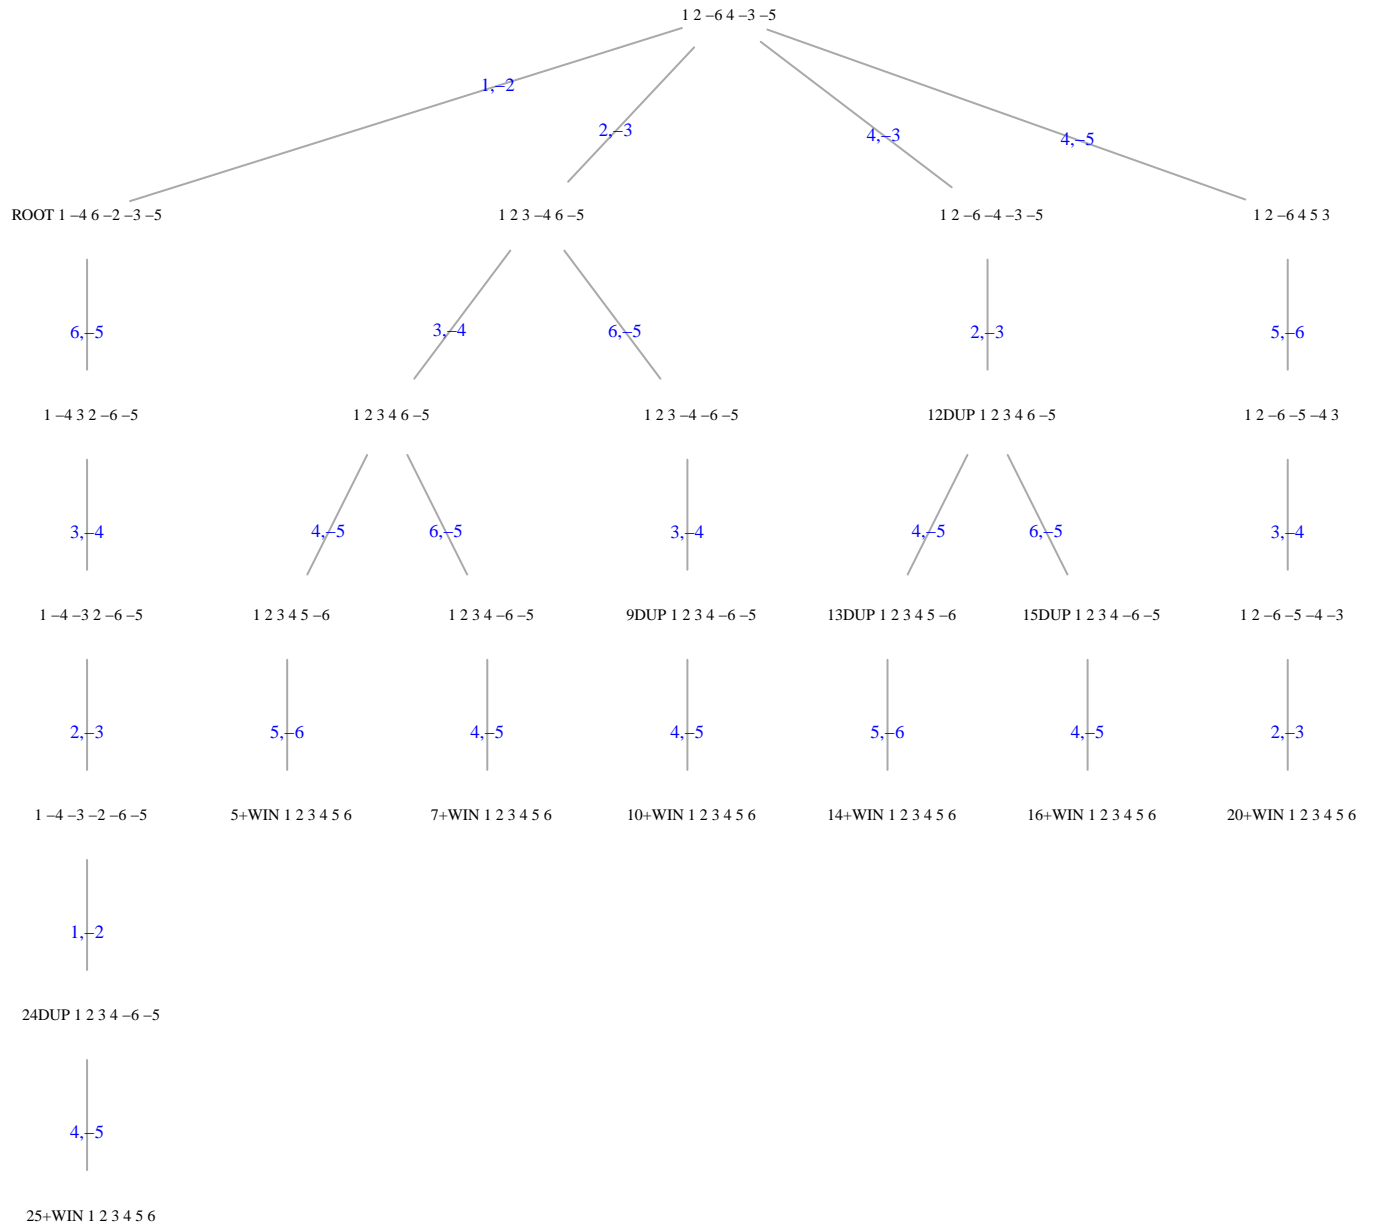 1 2 −6 4 −3 −5
1,−2
2,−3
4,−3
4,−5
ROOT 1 −4 6 −2 −3 −5
1 2 3 −4 6 −5
1 2 −6 −4 −3 −5
1 2 −6 4 5 3
6,−5
3,−4
6,−5
2,−3
5,−6
1 −4 3 2 −6 −5
1 2 3 4 6 −5
1 2 3 −4 −6 −5
12DUP 1 2 3 4 6 −5
1 2 −6 −5 −4 3
3,−4
4,−5
6,−5
3,−4
4,−5
6,−5
3,−4
1 −4 −3 2 −6 −5
1 2 3 4 5 −6
1 2 3 4 −6 −5
9DUP 1 2 3 4 −6 −5
13DUP 1 2 3 4 5 −6
15DUP 1 2 3 4 −6 −5
1 2 −6 −5 −4 −3
2,−3
5,−6
4,−5
4,−5
5,−6
4,−5
2,−3
1 −4 −3 −2 −6 −5
5+WIN 1 2 3 4 5 6
7+WIN 1 2 3 4 5 6
10+WIN 1 2 3 4 5 6
14+WIN 1 2 3 4 5 6
16+WIN 1 2 3 4 5 6
20+WIN 1 2 3 4 5 6
1,−2
24DUP 1 2 3 4 −6 −5
4,−5
25+WIN 1 2 3 4 5 6